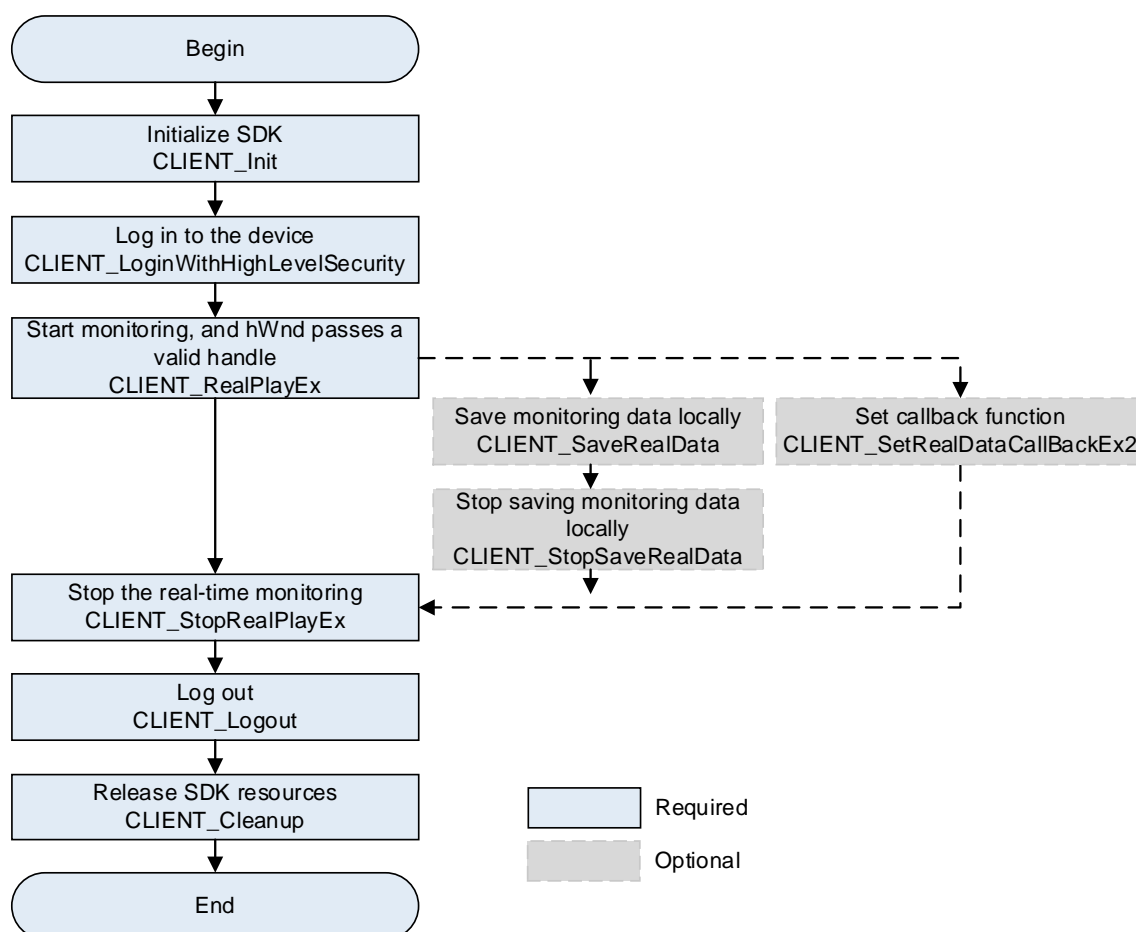 Begin
Initialize SDK
CLIENT_Init
Log in to the device
CLIENT_LoginWithHighLevelSecurity
Start monitoring, and hWnd passes a
valid handle
CLIENT_RealPlayEx
Save monitoring data locally
CLIENT_SaveRealData
Set callback function
CLIENT_SetRealDataCallBackEx2
Stop saving monitoring data
locally
CLIENT_StopSaveRealData
Stop the real-time monitoring
CLIENT_StopRealPlayEx
Log out
CLIENT_Logout
Release SDK resources
CLIENT_Cleanup
End
Required
Optional